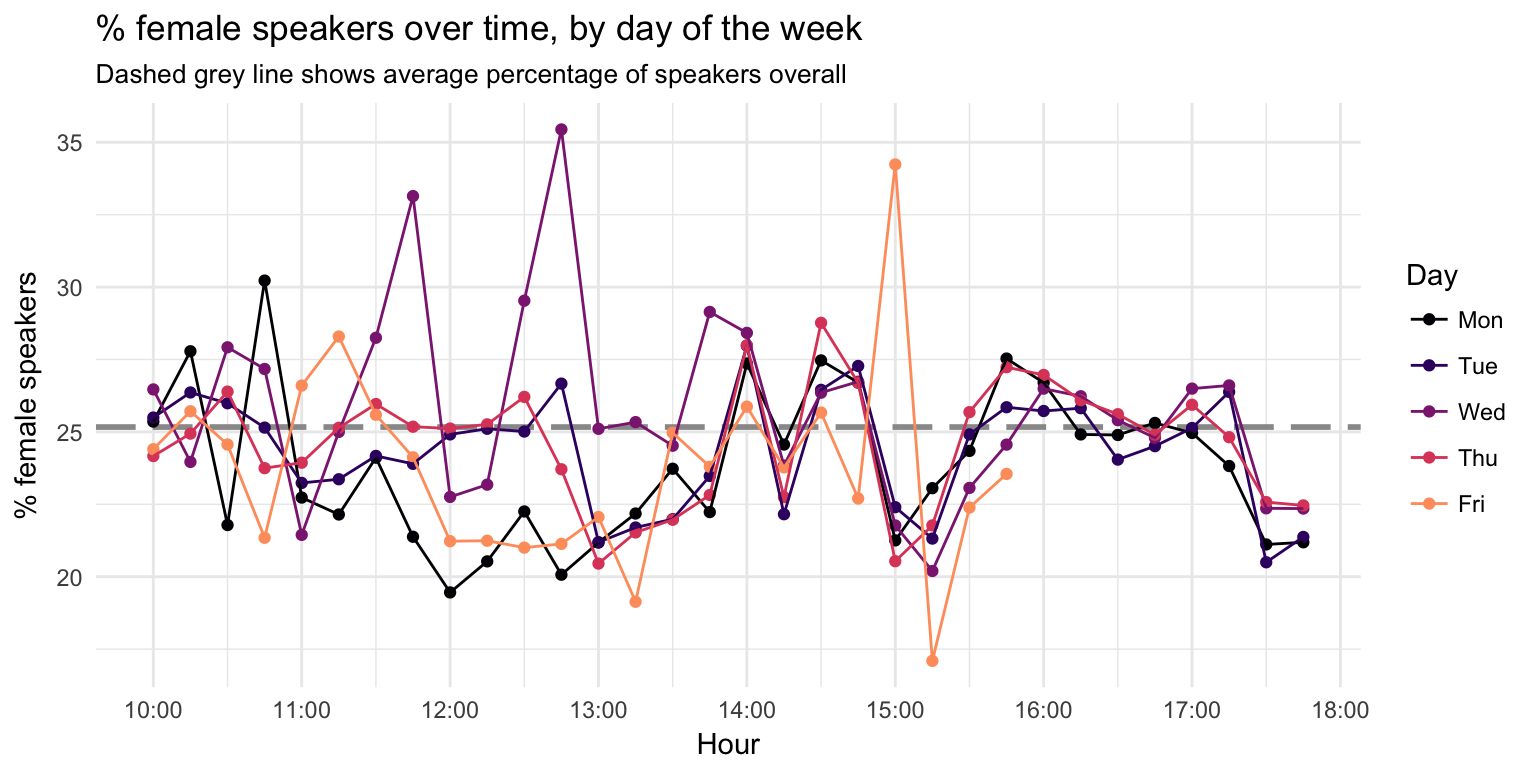 % female speakers over time, by day of the week
Dashed grey line shows average percentage of speakers overall
% female speakers
35
30
25
20
10:00 11:00 12:00 13:00 14:00 15:00 16:00 17:00 18:00
Hour
Day
Mon
Tue
Wed
Thu
Fri